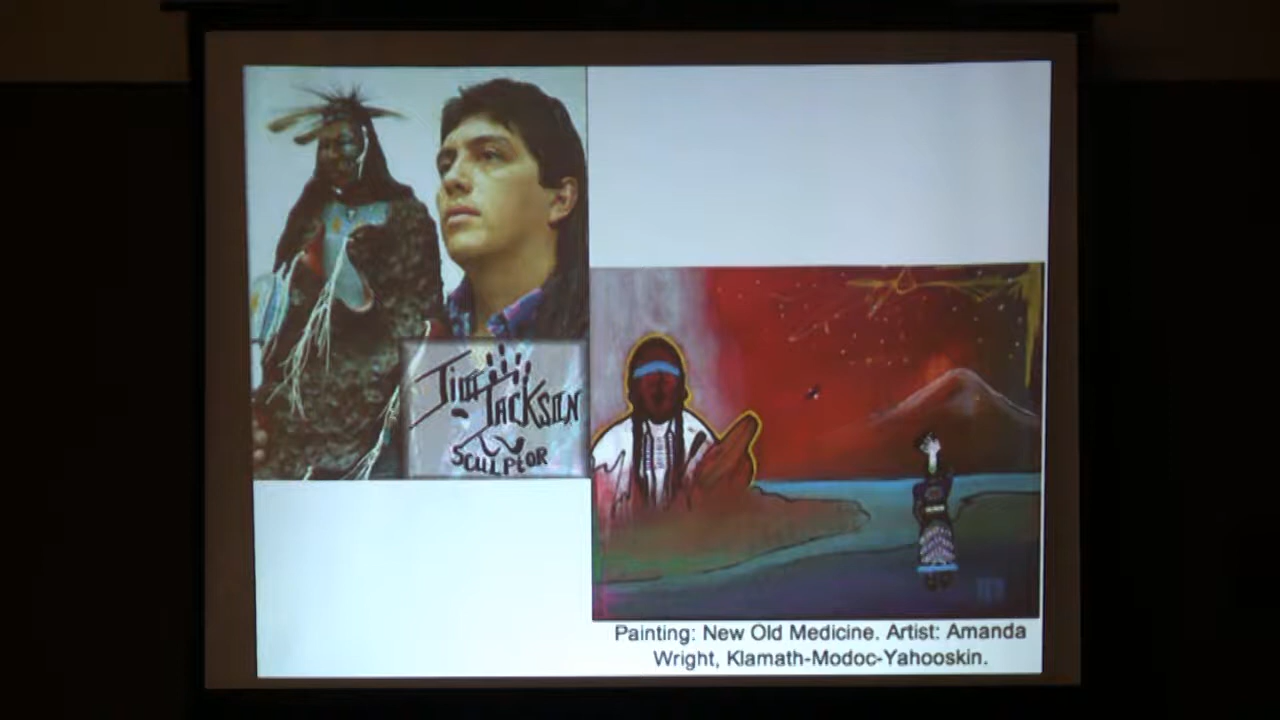 Jim
Jackson
Sculptor
Painting: New Old Medicine. Artist: Amanda
Wright, Klamath-Modoc-Yahooskin.